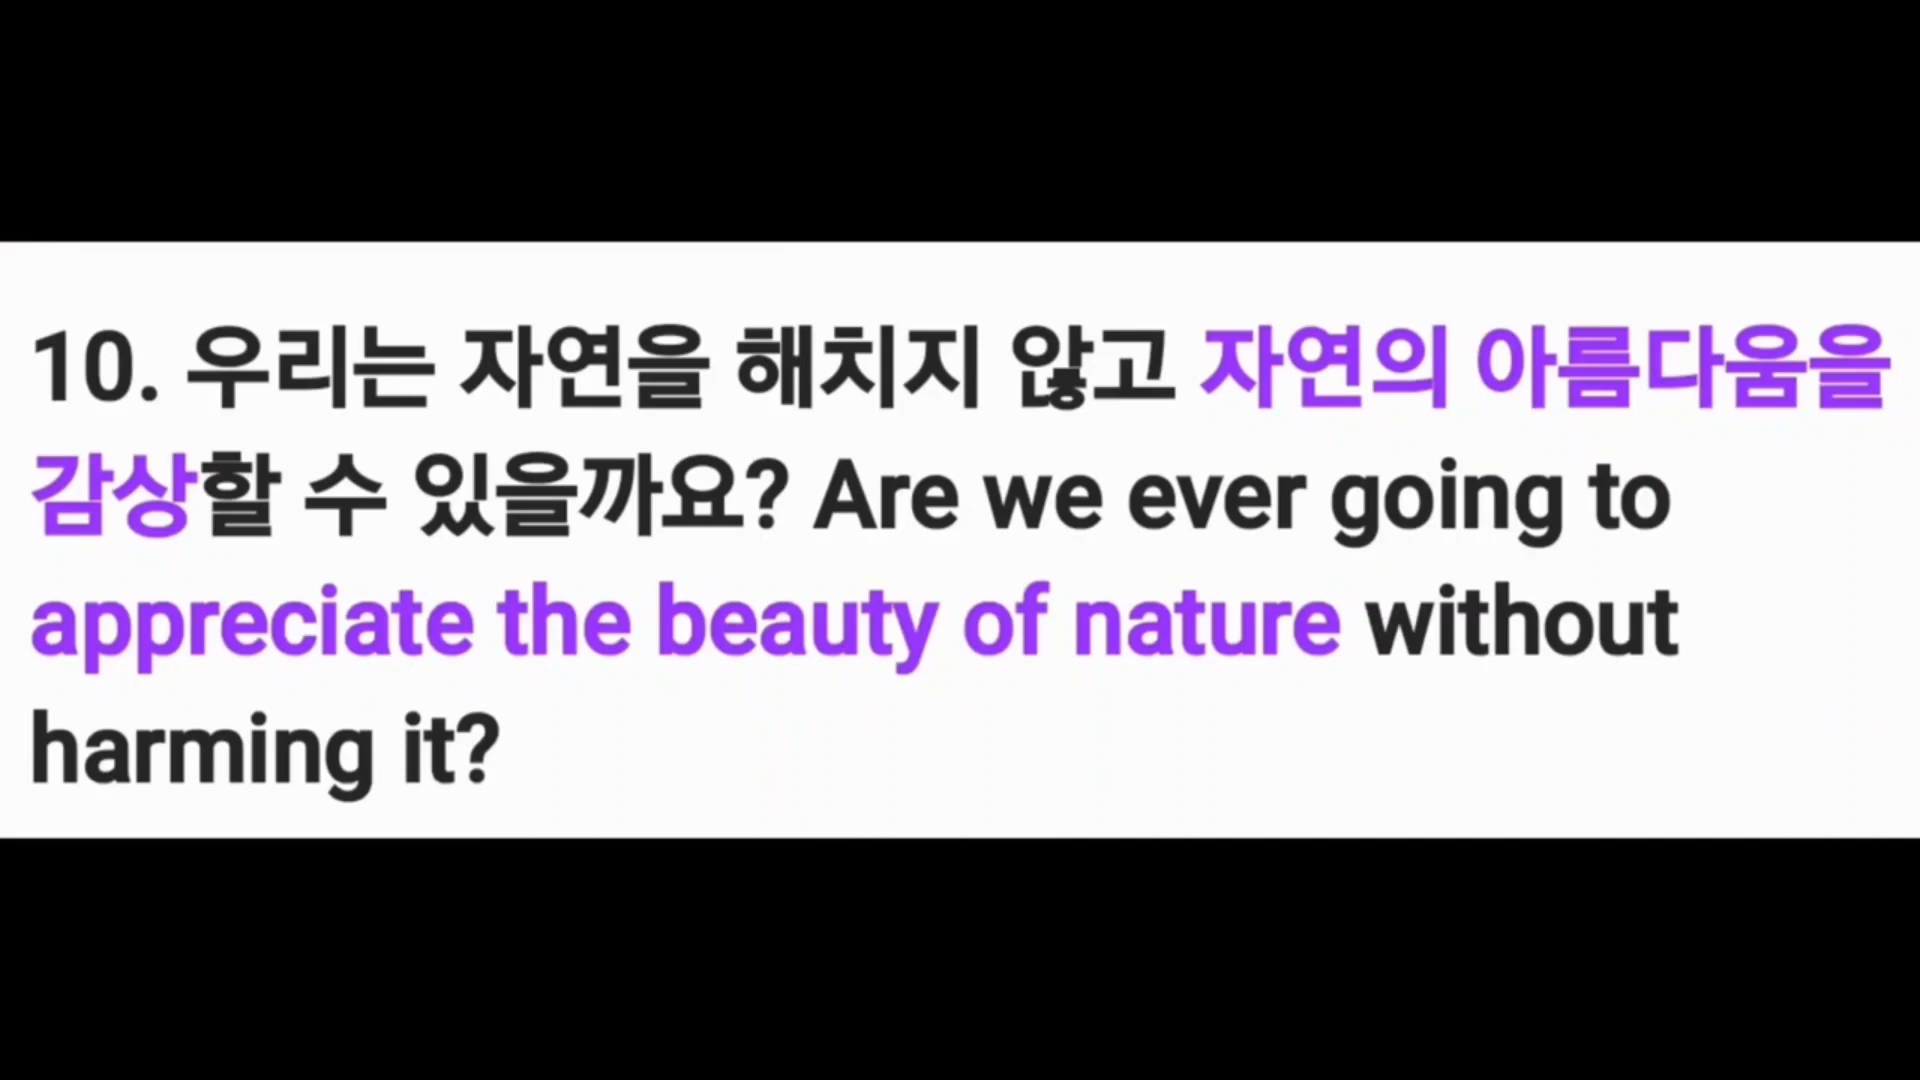 10. 우리는 자연을 해치지 않고 자연의 아름다움을
감상할 수 있을까요? Are we ever going to
appreciate the beauty of nature without
harming it?